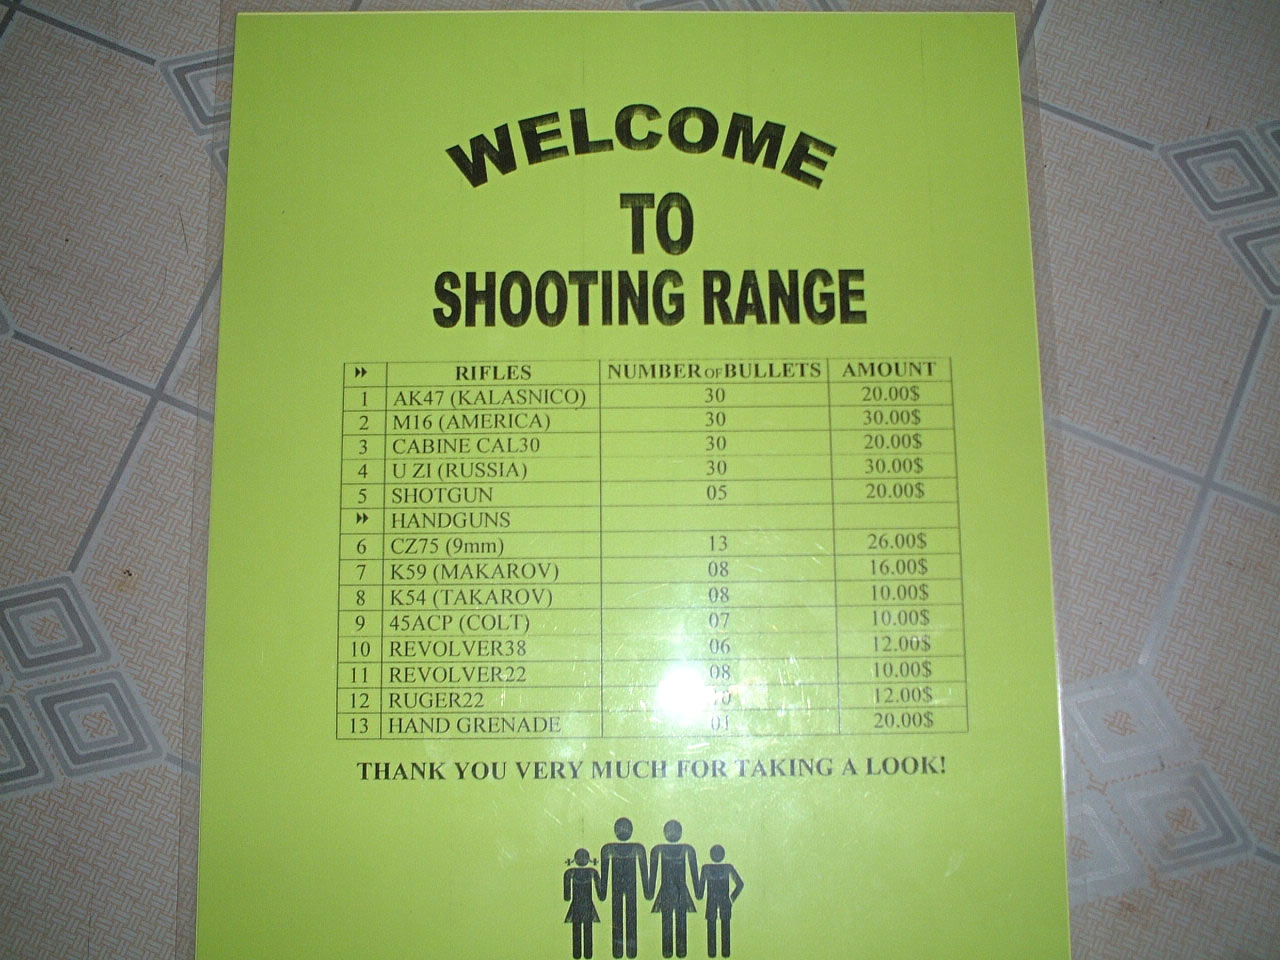 WELCOME
TO
SHOOTING RANGE
RIFLES NUMBER OF BULLETS AMOUNT
1 AK47 (KALASNICO) 30 20.00$
2 M16 (AMERICA) 30 30.00$
3 CABINE CAL30 30 20.00$
4 U ZI (RUSSIA) 30 30.00$
5 SHOTGUN 05 20.00$
HANDGUNS
6 CZ75 (9mm) 13 26.00$
7 K59 (MAKAROV) 08 16.00$
8 K54 (TAKAROV) 08 10.00$
9 45ACP (COLT) 07 10.00$
10 REVOLVER38 06 12.00$
11 REVOLVER22 08 10.00$
12 RUGER22 10 12.00$
13 HAND GRENADE 01 20.00$
THANK YOU VERY MUCH FOR TAKING A LOOK!